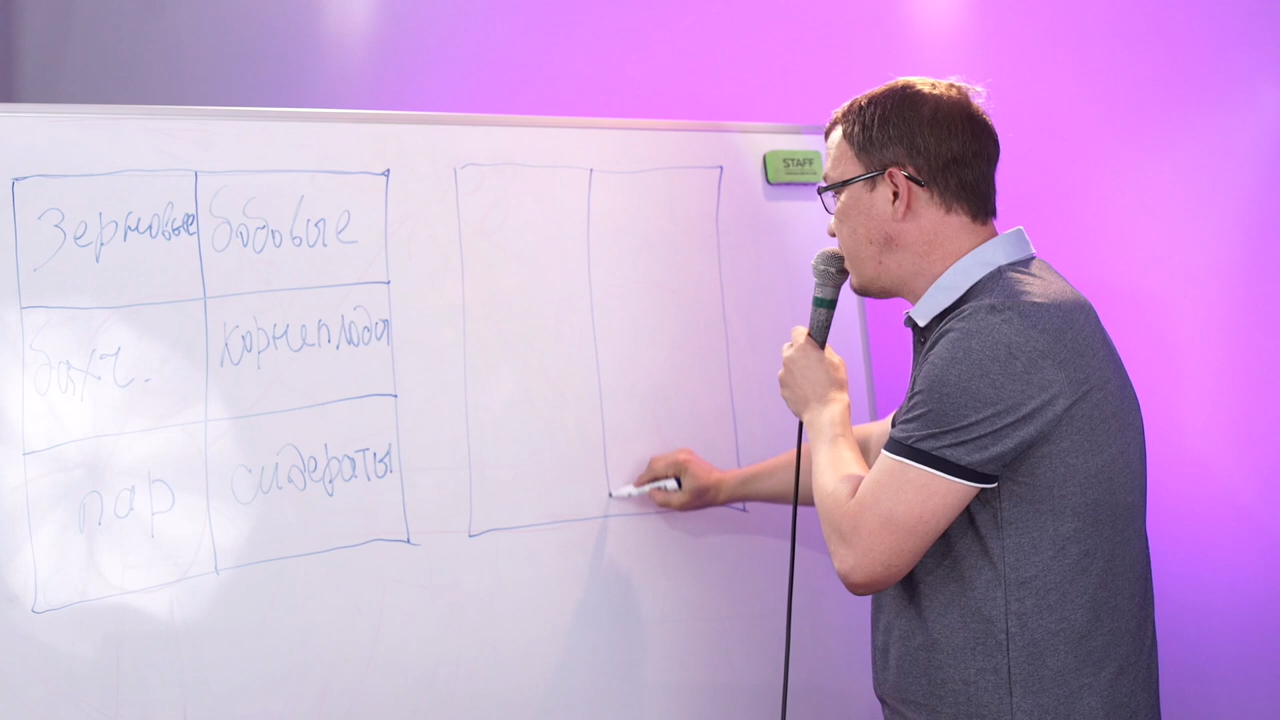 Зерновые бобовые
бахч. корнеплоды
пар сидераты
STAFF